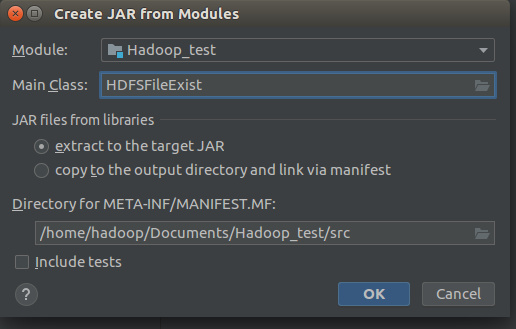 Create JAR from Modules
Module: Hadoop_test
Main Class: HDFSFileExist
JAR files from libraries
extract to the target JAR
copy to the output directory and link via manifest
Directory for META-INF/MANIFEST.MF:
/home/hadoop/Documents/Hadoop_test/src
Include tests
? OK Cancel